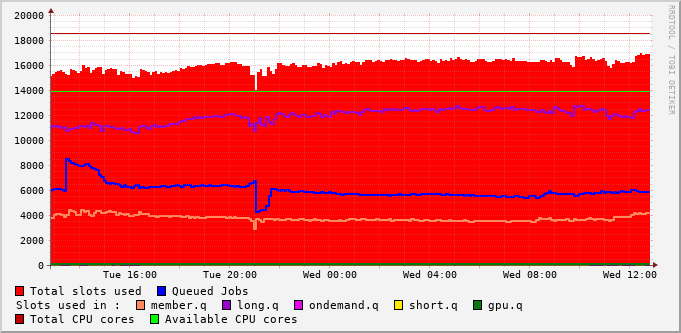 20000
18000
16000
14000
12000
10000
8000
6000
4000
2000
0
Tue 16:00 Tue 20:00 Wed 00:00 Wed 04:00 Wed 08:00 Wed 12:00
Total slots used Queued Jobs
Slots used in : member.q long.q ondemand.q short.q gpu.q
Total CPU cores Available CPU cores
RRDTOOL / TOBI OETIKER